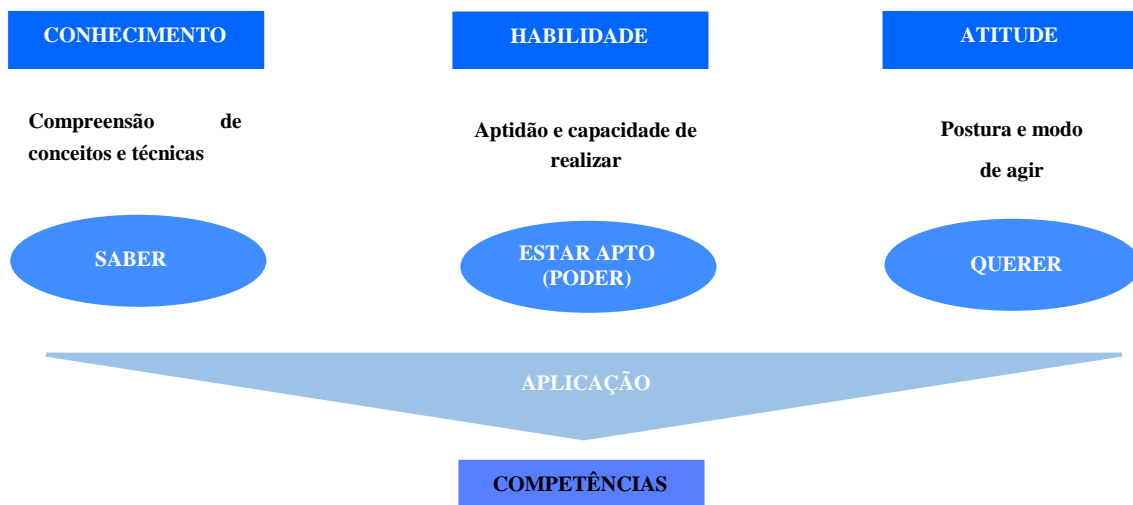 CONHECIMENTO
HABILIDADE
ATITUDE
Compreensão de
conceitos e técnicas
Aptidão e capacidade de
realizar
Postura e modo
de agir
SABER
ESTAR APTO
(PODER)
QUERER
APLICAÇÃO
COMPETÊNCIAS